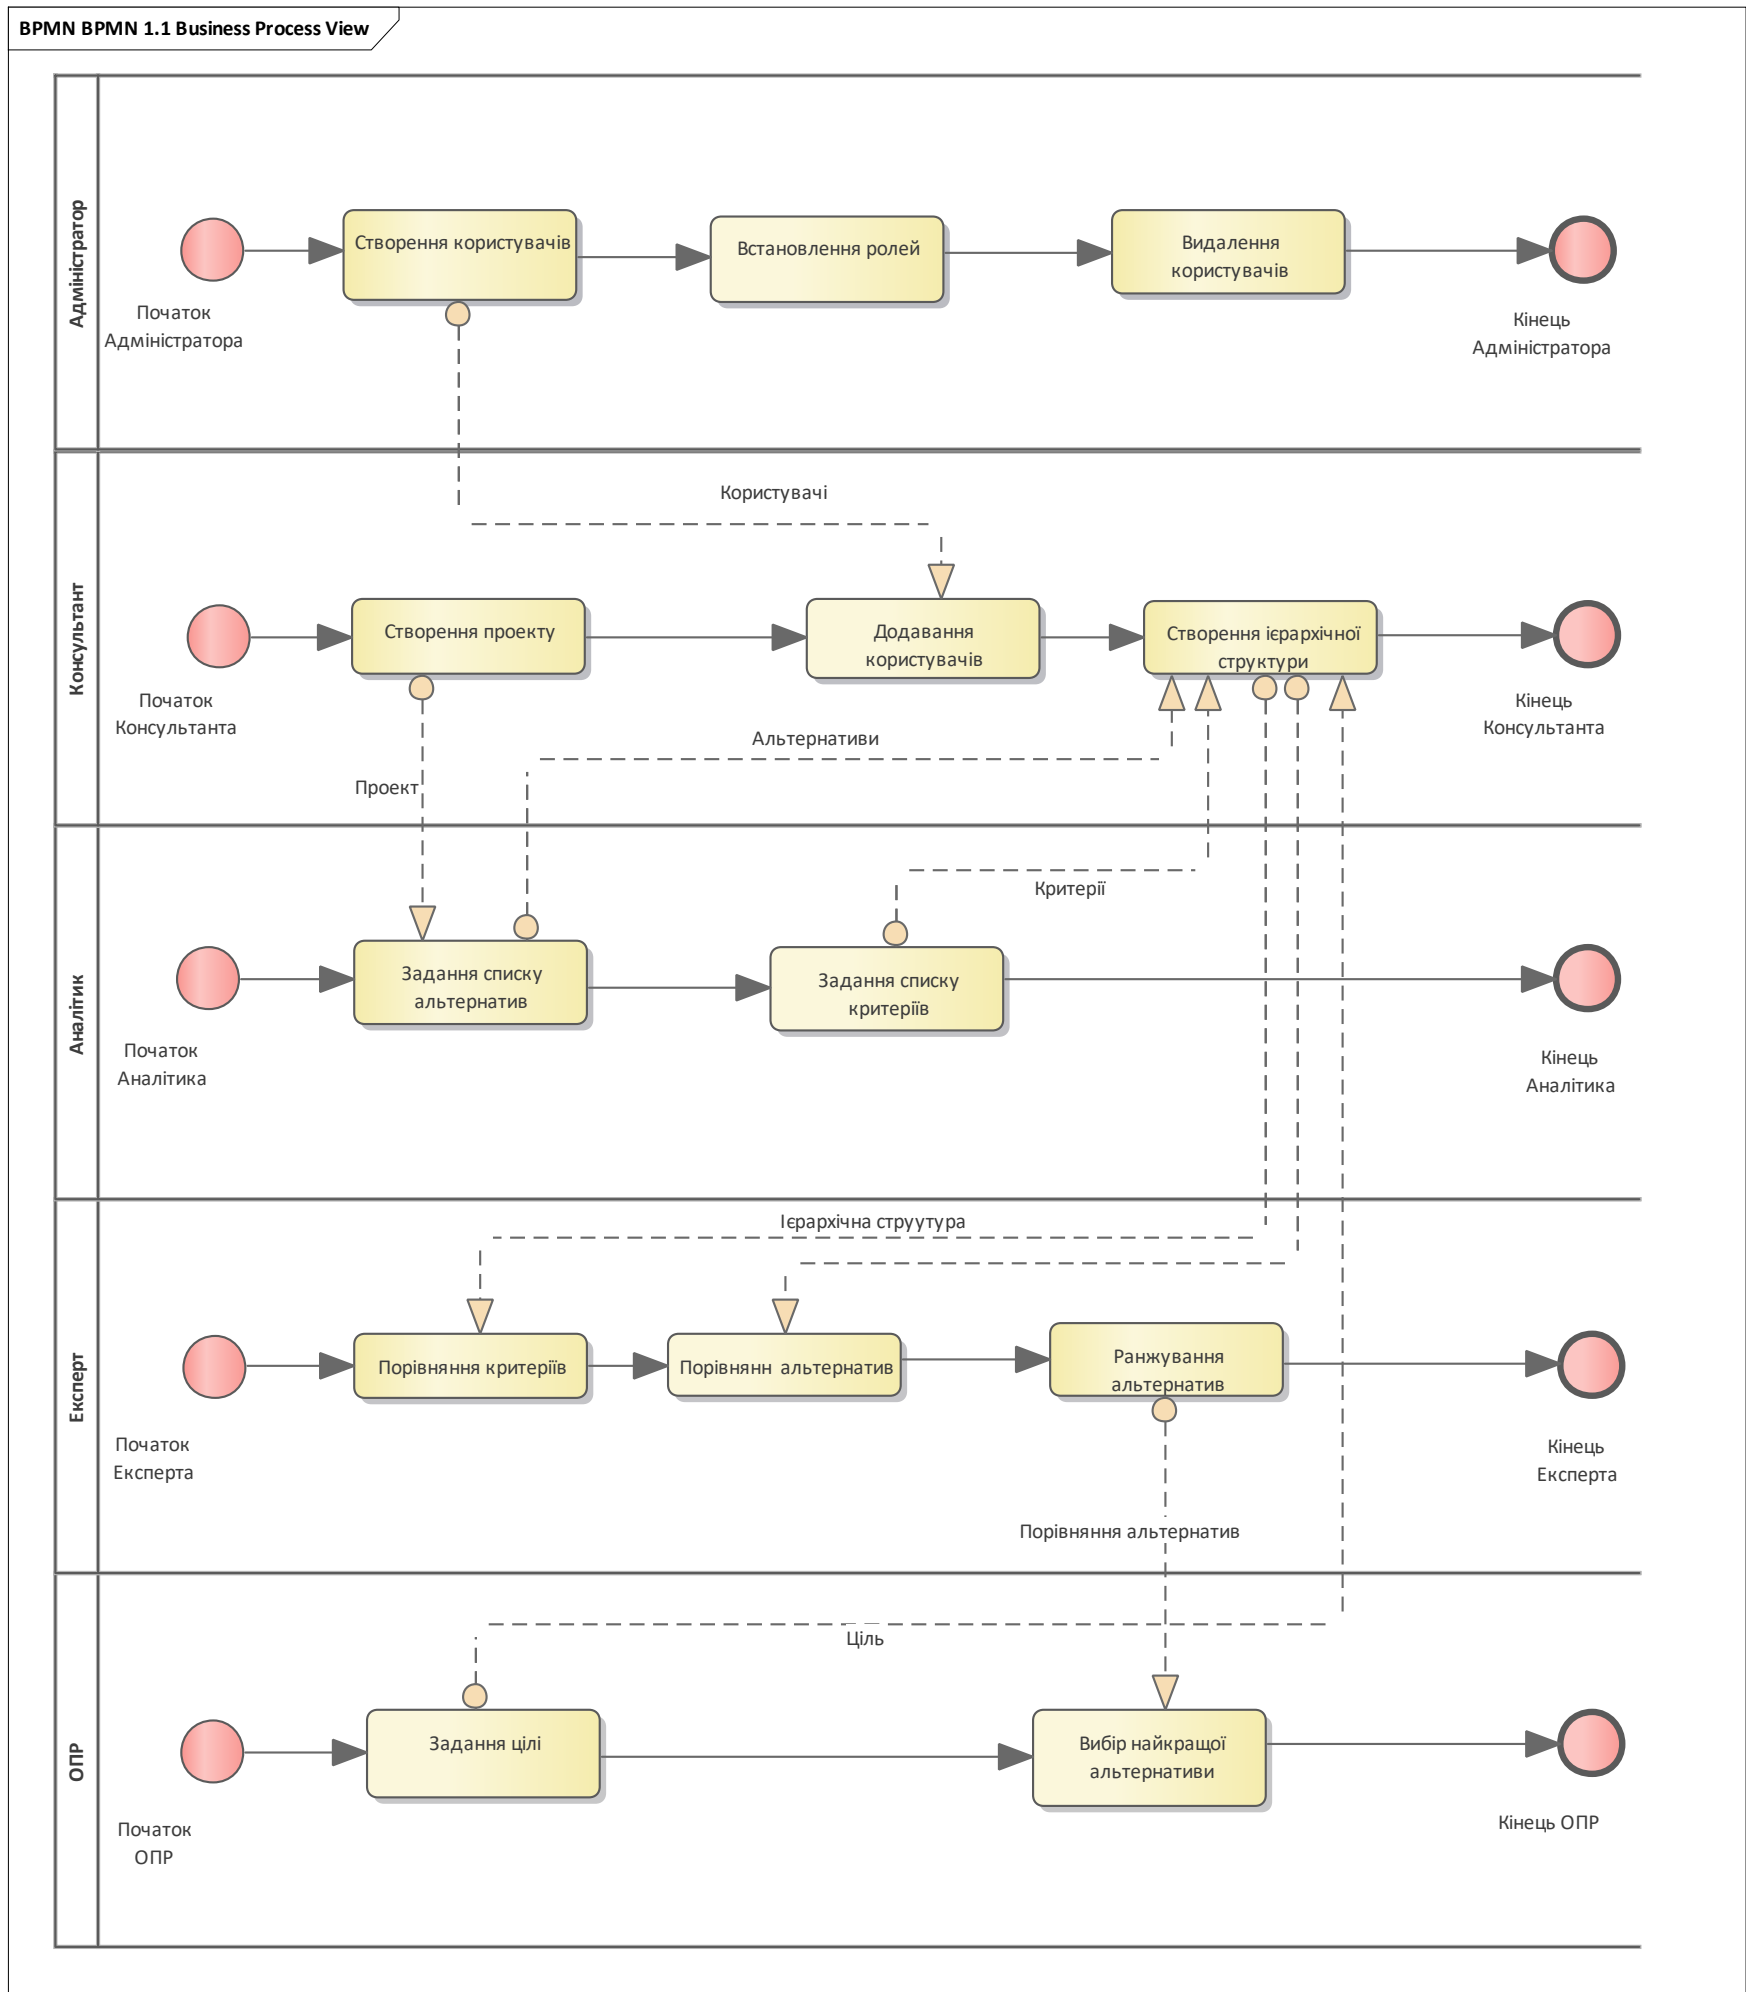 BPMN BPMN 1.1 Business Process View
Адміністратор
Створення користувачів
Встановлення ролей
Видалення
користувачів
Початок
Адміністратора
Кінець
Адміністратора
Консультант
Користувачі
Створення проекту
Додавання
користувачів
Створення ієрархічної
структури
Початок
Консультанта
Кінець
Консультанта
Альтернативи
Проект
Аналітик
Критерії
Задання списку
альтернатив
Задання списку
критеріїв
Початок
Аналітика
Кінець
Аналітика
Експерт
Ієрархічна струутура
Порівняння критеріїв
Порівнянн альтернатив
Ранжування
альтернатив
Початок
Експерта
Кінець
Експерта
Порівняння альтернатив
ОПР
Ціль
Задання цілі
Вибір найкращої
альтернативи
Початок
ОПР
Кінець ОПР